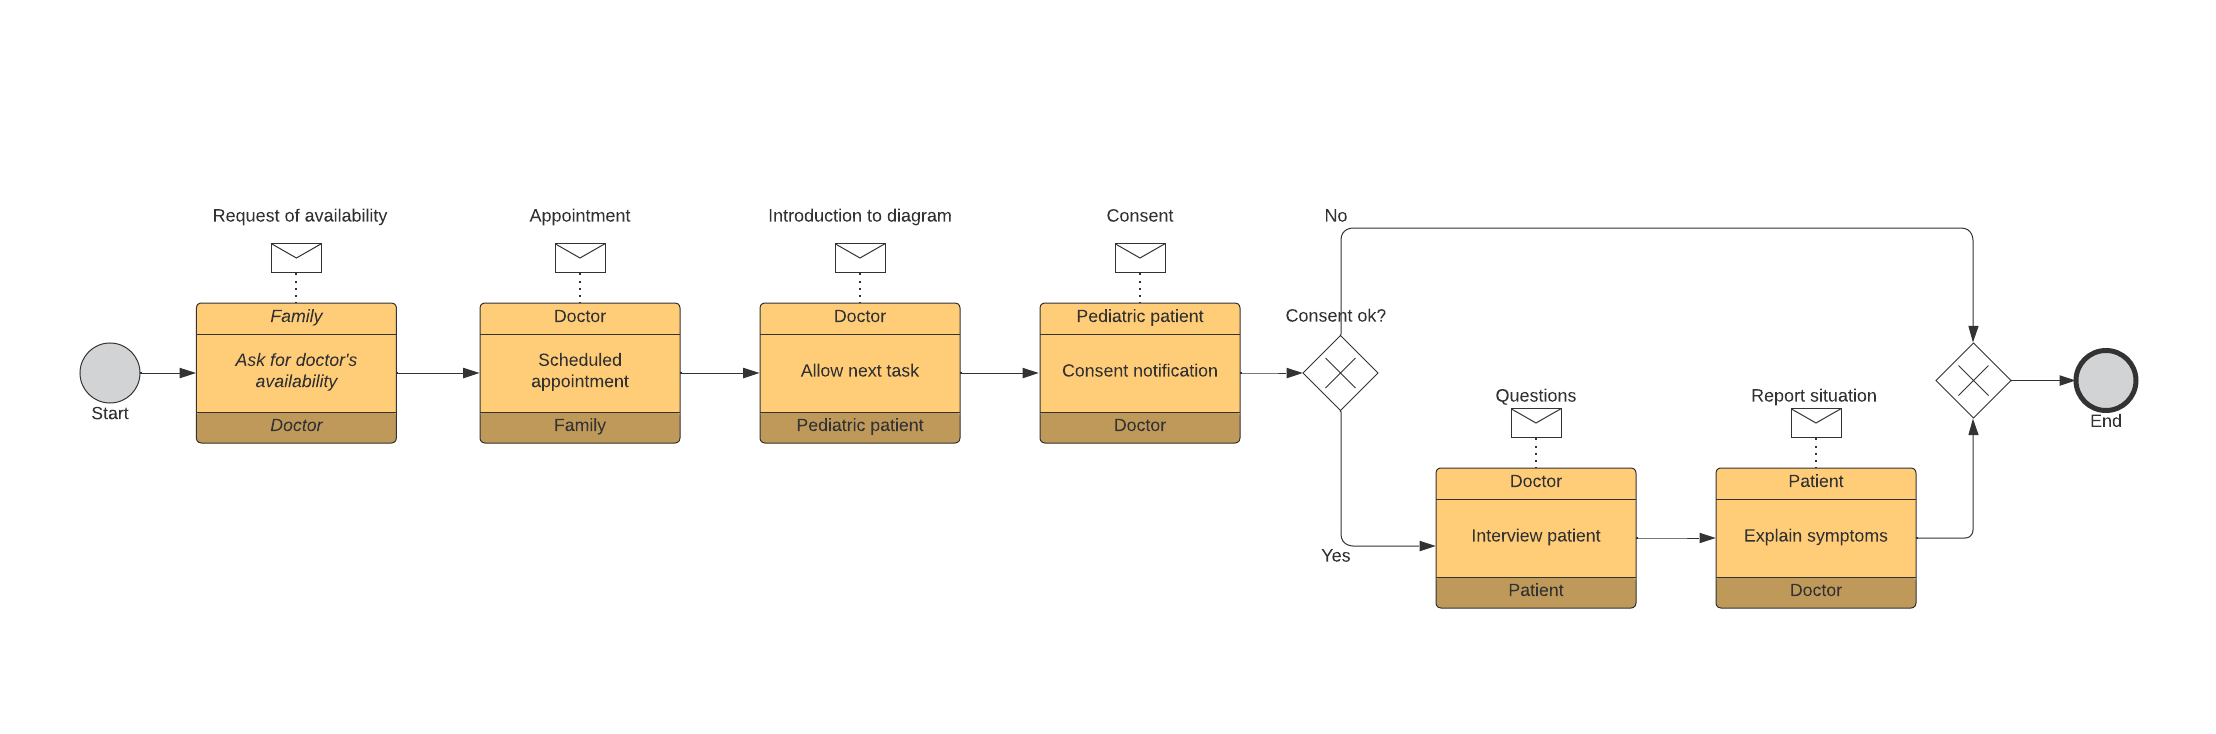 Request of availability
Appointment
Introduction to diagram
Consent
No
Family
Ask for doctor's
availability
Doctor
Doctor
Scheduled
appointment
Family
Doctor
Allow next task
Pediatric patient
Pediatric patient
Consent notification
Doctor
Consent ok?
Start
Yes
Questions
Doctor
Interview patient
Patient
Report situation
Patient
Explain symptoms
Doctor
End